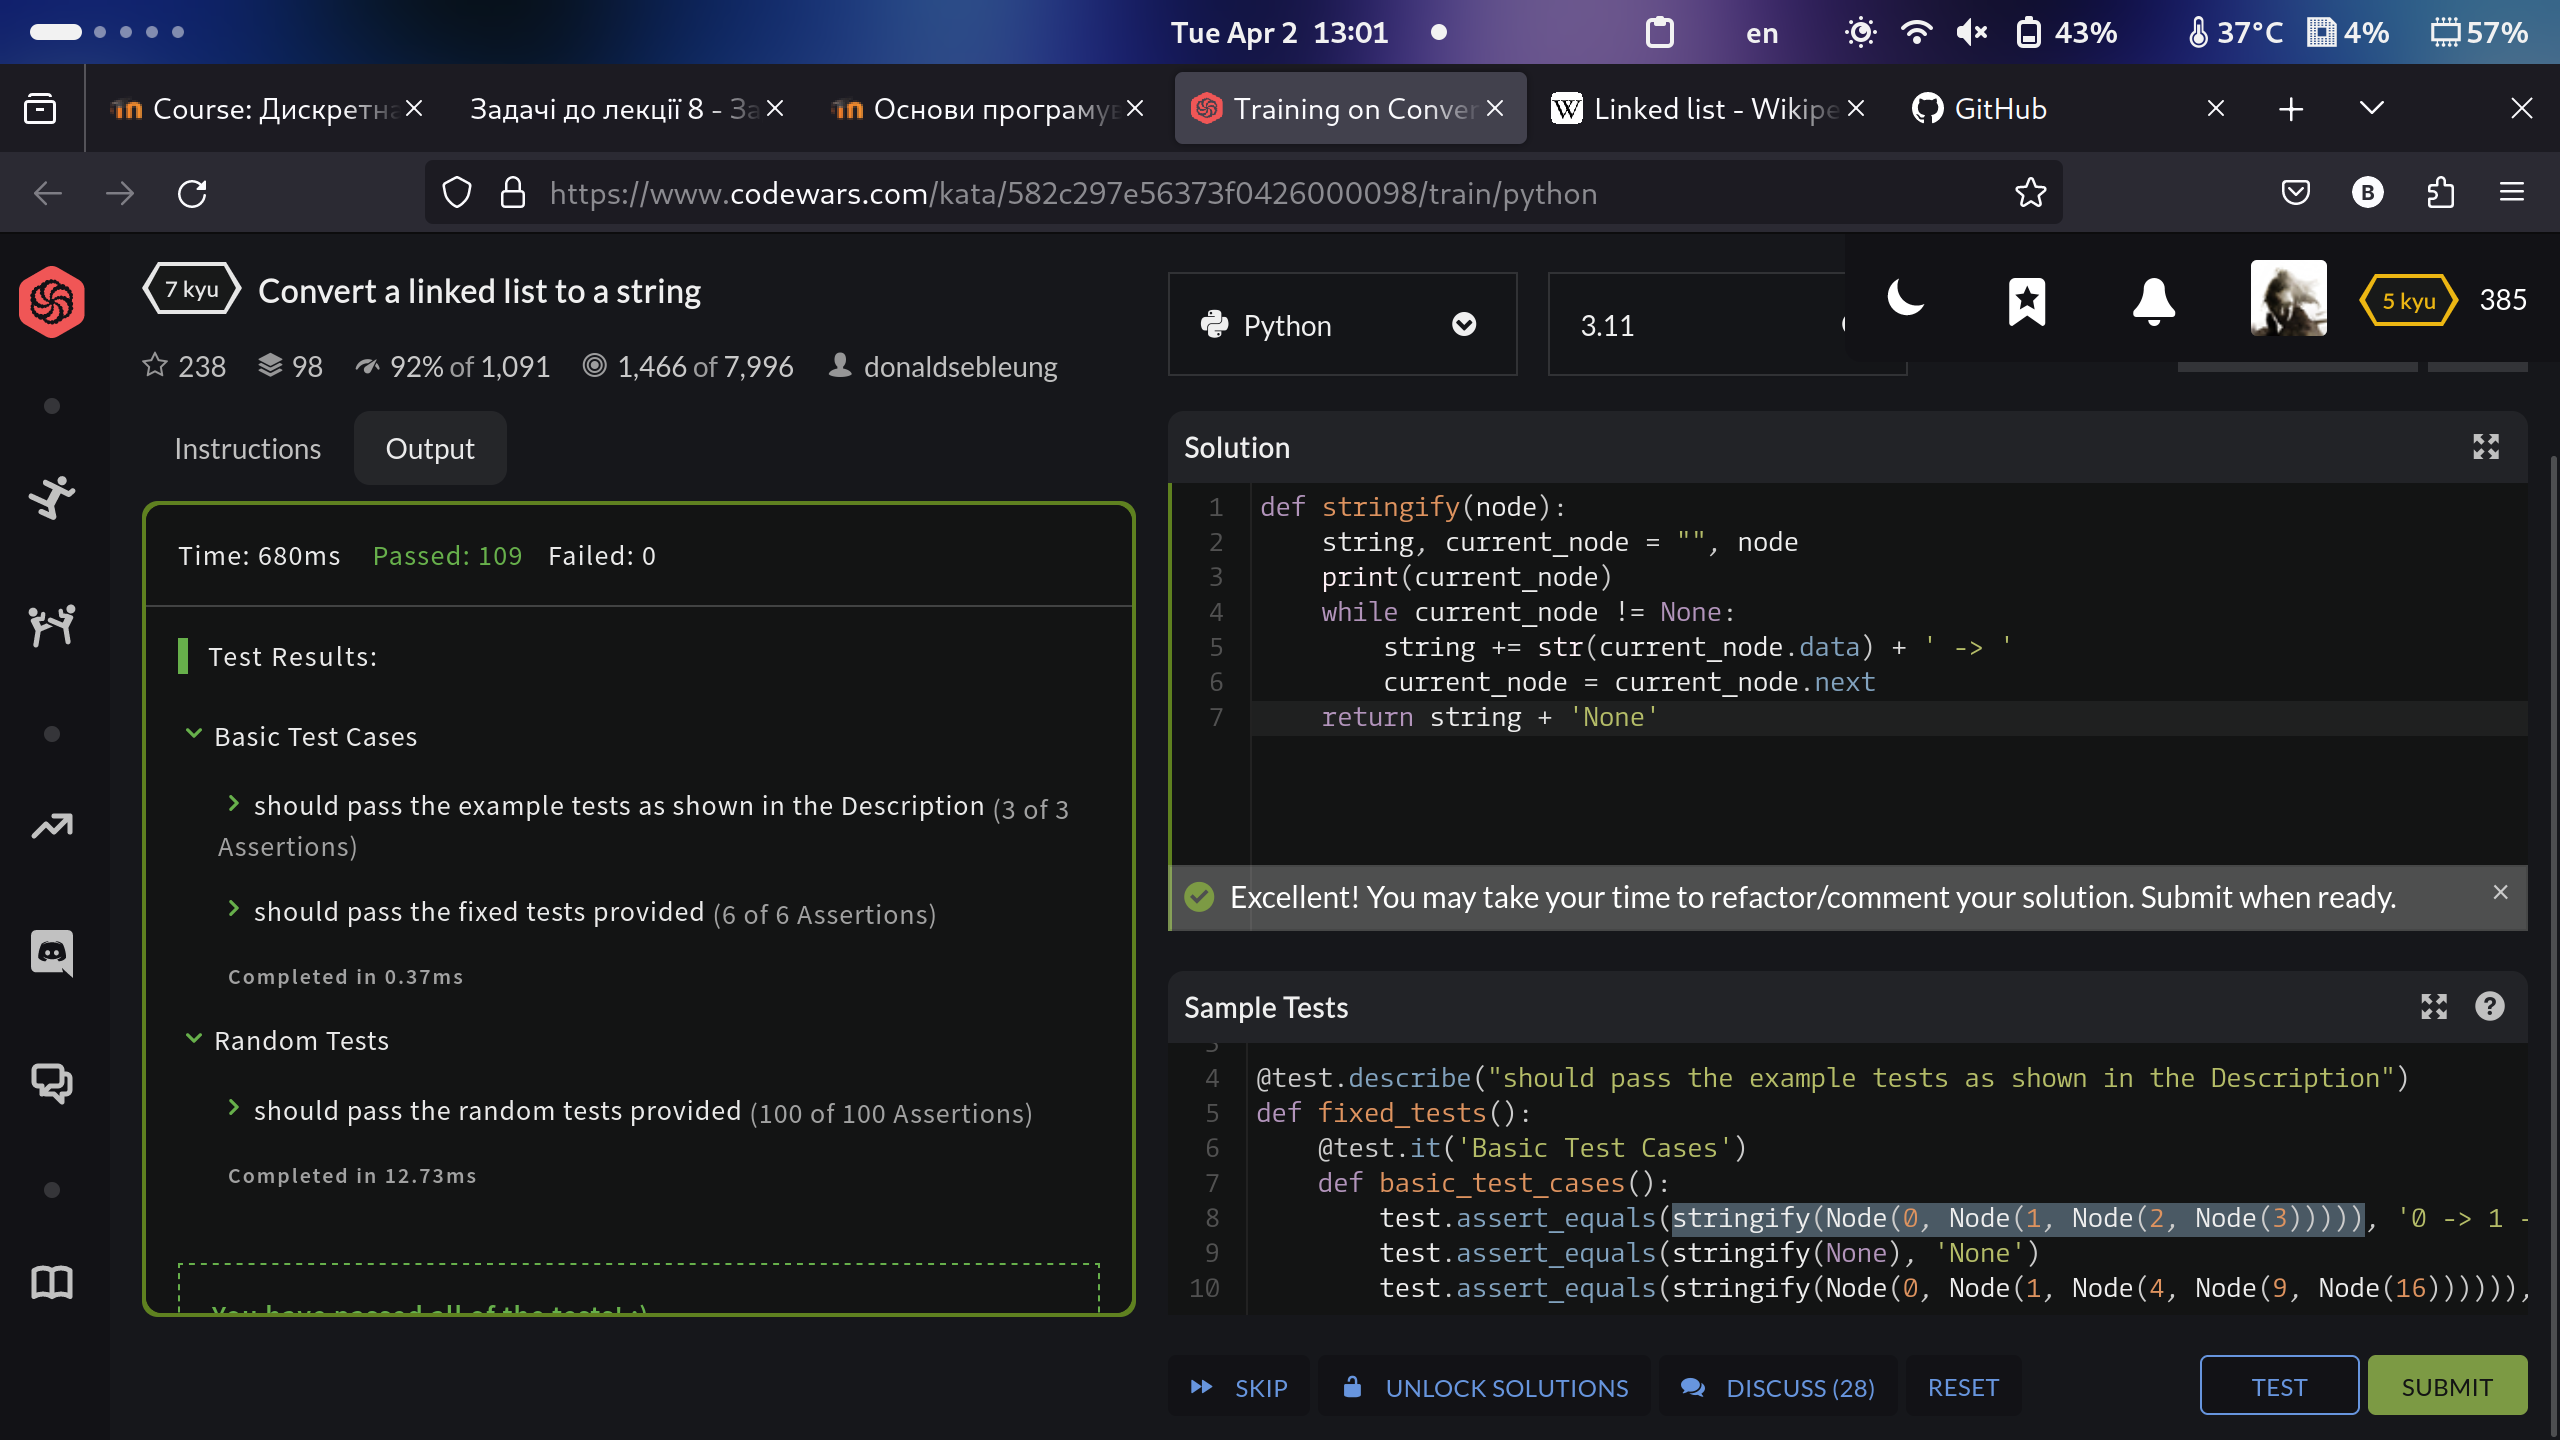 Tue Apr 2 13:01
en
43%
37°C
4%
57%
Course: Дискретна
Задачі до лекції 8 - За
Основи програмув
Training on Conver
Linked list - Wikipe
GitHub
https://www.codewars.com/kata/582c297e56373f0426000098/train/python
B
7 kyu
Convert a linked list to a string
238
98
92% of 1,091
1,466 of 7,996
donaldsebleung
Python
3.11
5 kyu
385
Instructions
Output
Time: 680ms Passed: 109 Failed: 0
Test Results:
Basic Test Cases
should pass the example tests as shown in the Description (3 of 3
Assertions)
should pass the fixed tests provided (6 of 6 Assertions)
Completed in 0.37ms
Random Tests
should pass the random tests provided (100 of 100 Assertions)
Completed in 12.73ms
You have passed all of the tests! :)
Solution
1 def stringify(node):
2     string, current_node = "", node
3     print(current_node)
4     while current_node != None:
5         string += str(current_node.data) + ' -> '
6         current_node = current_node.next
7     return string + 'None'
Excellent! You may take your time to refactor/comment your solution. Submit when ready.
Sample Tests
3
4 @test.describe("should pass the example tests as shown in the Description")
5 def fixed_tests():
6     @test.it('Basic Test Cases')
7     def basic_test_cases():
8         test.assert_equals(stringify(Node(0, Node(1, Node(2, Node(3))))), '0 -> 1 -
9         test.assert_equals(stringify(None), 'None')
10         test.assert_equals(stringify(Node(0, Node(1, Node(4, Node(9, Node(16)))))),
SKIP
UNLOCK SOLUTIONS
DISCUSS (28)
RESET
TEST
SUBMIT